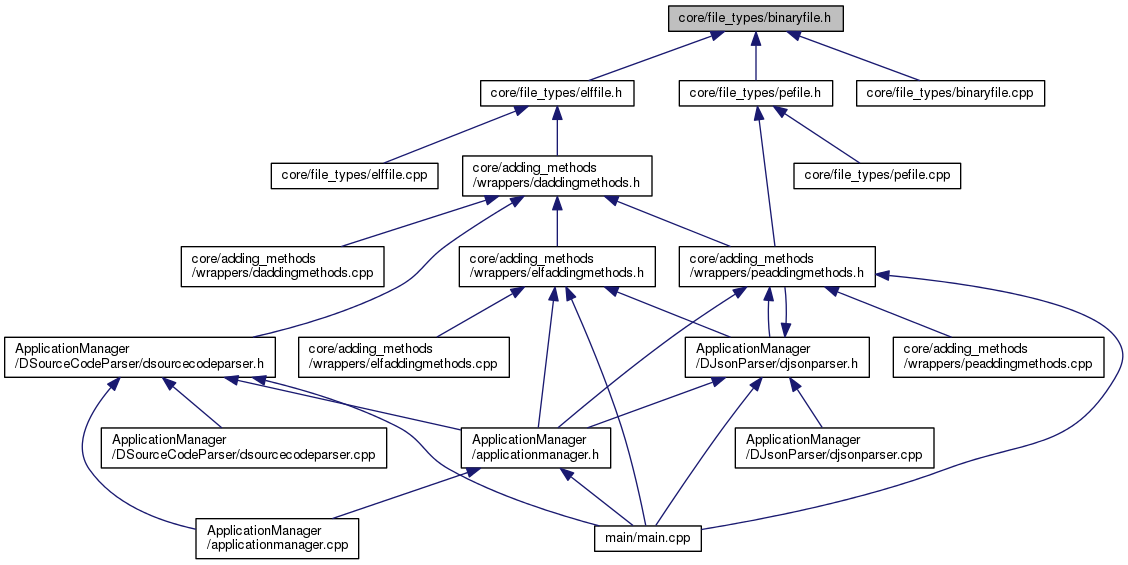 core/file_types/binaryfile.h
core/file_types/elffile.h
core/file_types/pefile.h
core/file_types/binaryfile.cpp
core/file_types/elffile.cpp
core/adding_methods
/wrappers/daddingmethods.h
core/file_types/pefile.cpp
core/adding_methods
/wrappers/daddingmethods.cpp
core/adding_methods
/wrappers/elfaddingmethods.h
core/adding_methods
/wrappers/peaddingmethods.h
ApplicationManager
/DSourceCodeParser/dsourcecodeparser.h
core/adding_methods
/wrappers/elfaddingmethods.cpp
ApplicationManager
/DJsonParser/djsonparser.h
core/adding_methods
/wrappers/peaddingmethods.cpp
ApplicationManager
/DSourceCodeParser/dsourcecodeparser.cpp
ApplicationManager
/applicationmanager.h
ApplicationManager
/DJsonParser/djsonparser.cpp
ApplicationManager
/applicationmanager.cpp
main/main.cpp